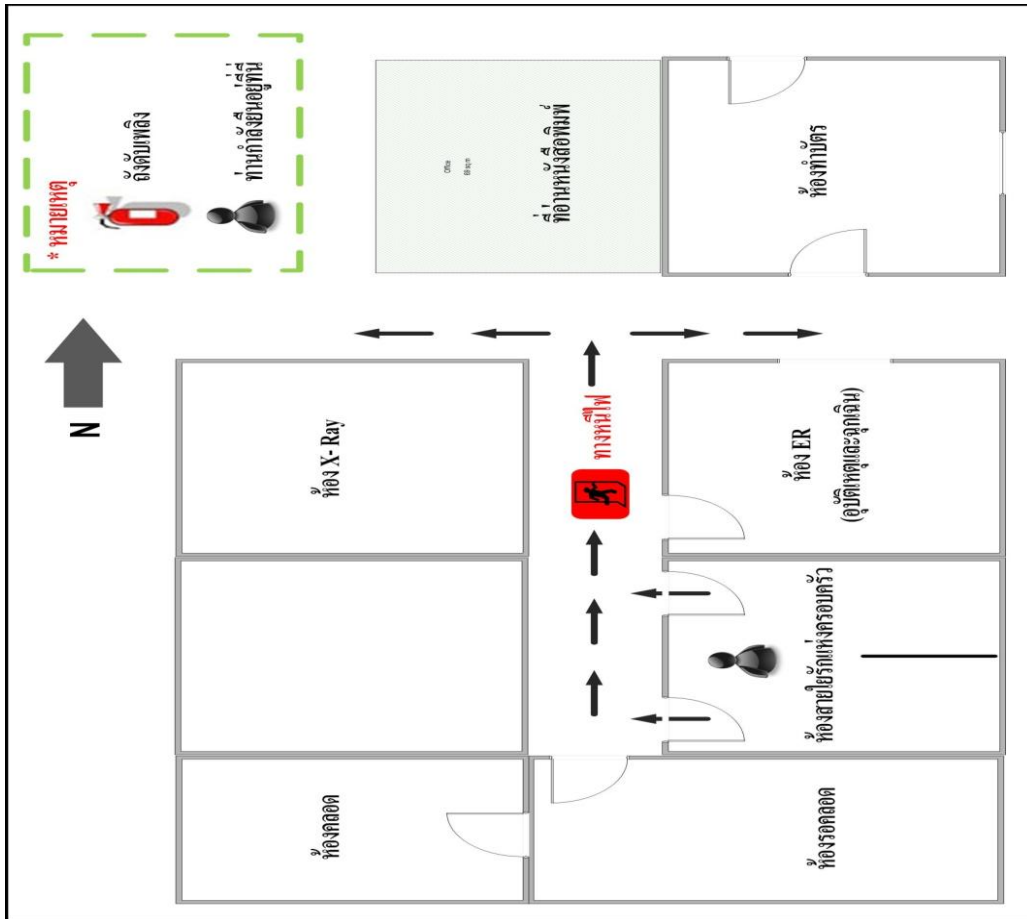 * หมายเหตุ
ถังดับเพลิง
ท่านกำลังยืนอยู่ที่นี่
Office
69 sq m
ที่อ่านหนังสือพิมพ์
ห้องทำบัตร
N
ห้อง X- Ray
ทางหนีไฟ
ห้อง ER
(อุบัติเหตุและฉุกเฉิน)
ห้องสายใยรักแห่งครอบครัว
ห้องคลอด
ห้องรอคลอด